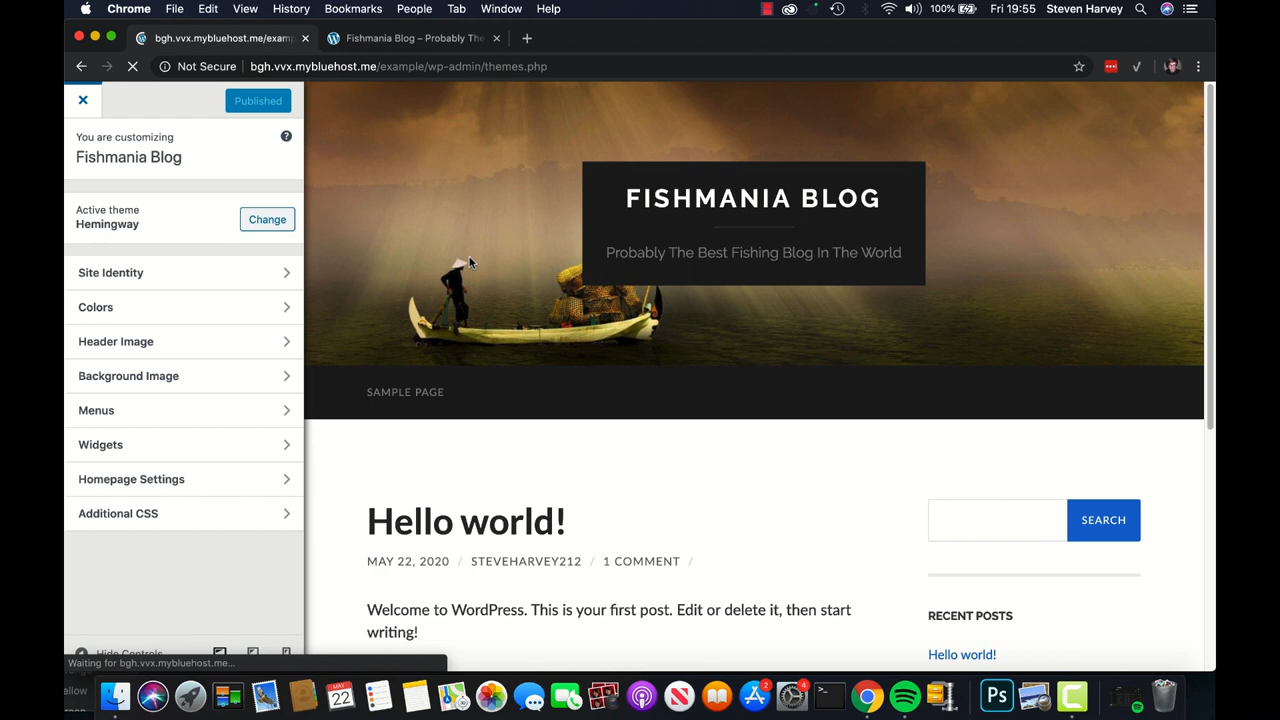 Chrome File Edit View History Bookmarks People Tab Window Help 100% Fri 19:55 Steven Harvey
bgh.vvx.mybluehost.me/examp
Fishmania Blog – Probably The
Not Secure bgh.vvx.mybluehost.me/example/wp-admin/themes.php
Published
You are customizing
Fishmania Blog
Active theme
Hemingway
Change
Site Identity
Colors
Header Image
Background Image
Menus
Widgets
Homepage Settings
Additional CSS
Hide Controls
Waiting for bgh.vvx.mybluehost.me...
FISHMANIA BLOG
Probably The Best Fishing Blog In The World
SAMPLE PAGE
Hello world!
MAY 22, 2020 / STEVEHARVEY212 / 1 COMMENT /
Welcome to WordPress. This is your first post. Edit or delete it, then start
writing!
SEARCH
RECENT POSTS
Hello world!
MAY
22
2
4
Ps